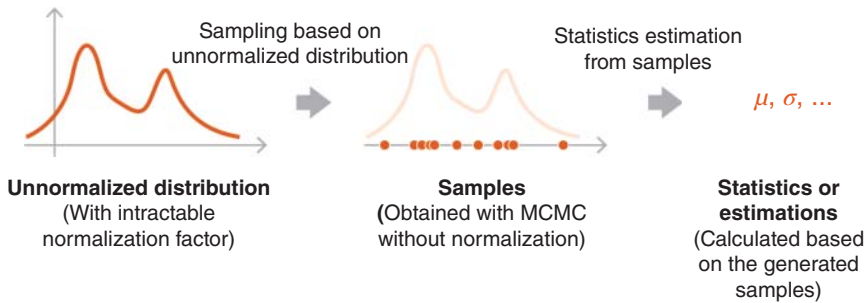 Sampling based on
unnormalized distribution
Statistics estimation
from samples
μ, σ, ...
Unnormalized distribution
(With intractable
normalization factor)
Samples
(Obtained with MCMC
without normalization)
Statistics or
estimations
(Calculated based
on the generated
samples)